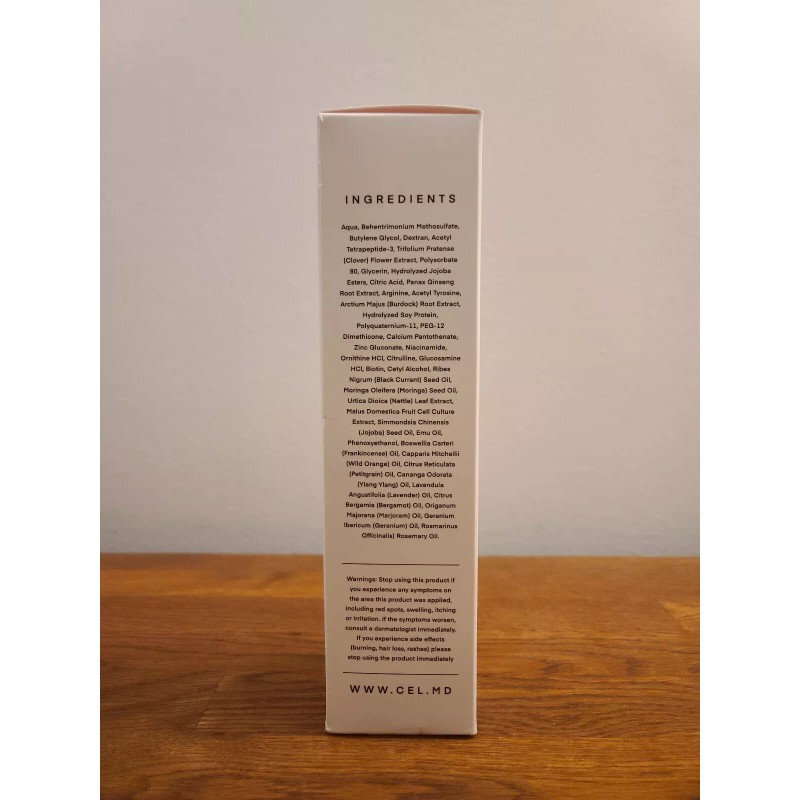 INGREDIENTS
Aqua, Behentrimonium Methosulfate,
Butylene Glycol, Dextran, Acetyl
Tetrapeptide-3, Trifolium Pratense
(Clover) Flower Extract, Polysorbate
80, Glycerin, Hydrolyzed Jojoba
Esters, Citric Acid, Panax Ginseng
Root Extract, Arginine, Acetyl Tyrosine,
Arctium Majus (Burdock) Root Extract,
Hydrolyzed Soy Protein,
Polyquaternium-11, PEG-12
Dimethicone, Calcium Pantothenate,
Zinc Gluconate, Niacinamide,
Ornithine HCl, Citrulline, Glucosamine
HCl, Biotin, Cetyl Alcohol, Ribes
Nigrum (Black Currant) Seed Oil,
Moringa Oleifera (Moringa) Seed Oil,
Urtica Dioica (Nettle) Leaf Extract,
Malus Domestica Fruit Cell Culture
Extract, Simmondsia Chinensis
(Jojoba) Seed Oil, Emu Oil,
Phenoxyethanol, Boswellia Carteri
(Frankincense) Oil, Capparis Mitchellii
(Wild Orange) Oil, Citrus Reticulata
(Petitgrain) Oil, Cananga Odorata
(Ylang Ylang) Oil, Lavandula
Angustifolia (Lavender) Oil, Citrus
Bergamia (Bergamot) Oil, Origanum
Majorana (Marjoram) Oil, Geranium
Ibericum (Geranium) Oil, Rosmarinus
Officinalis) Rosemary Oil.
Warnings: Stop using this product if
you experience any symptoms on
the area this product was applied,
including red spots, swelling, itching
or irritation. If the symptoms worsen,
consult a dermatologist immediately.
If you experience side effects
(burning, hair loss, rashes) please
stop using the product immediately
WWW.CEL.MD